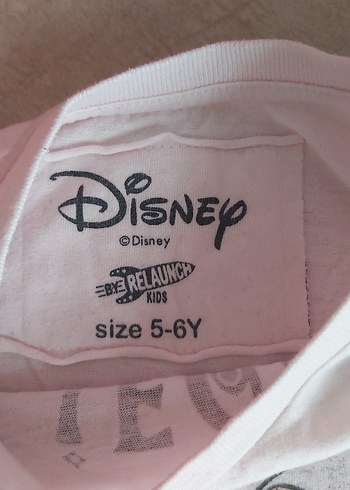 Disney
©Disney
BY RELAUNCH
KIDS
size 5-6Y